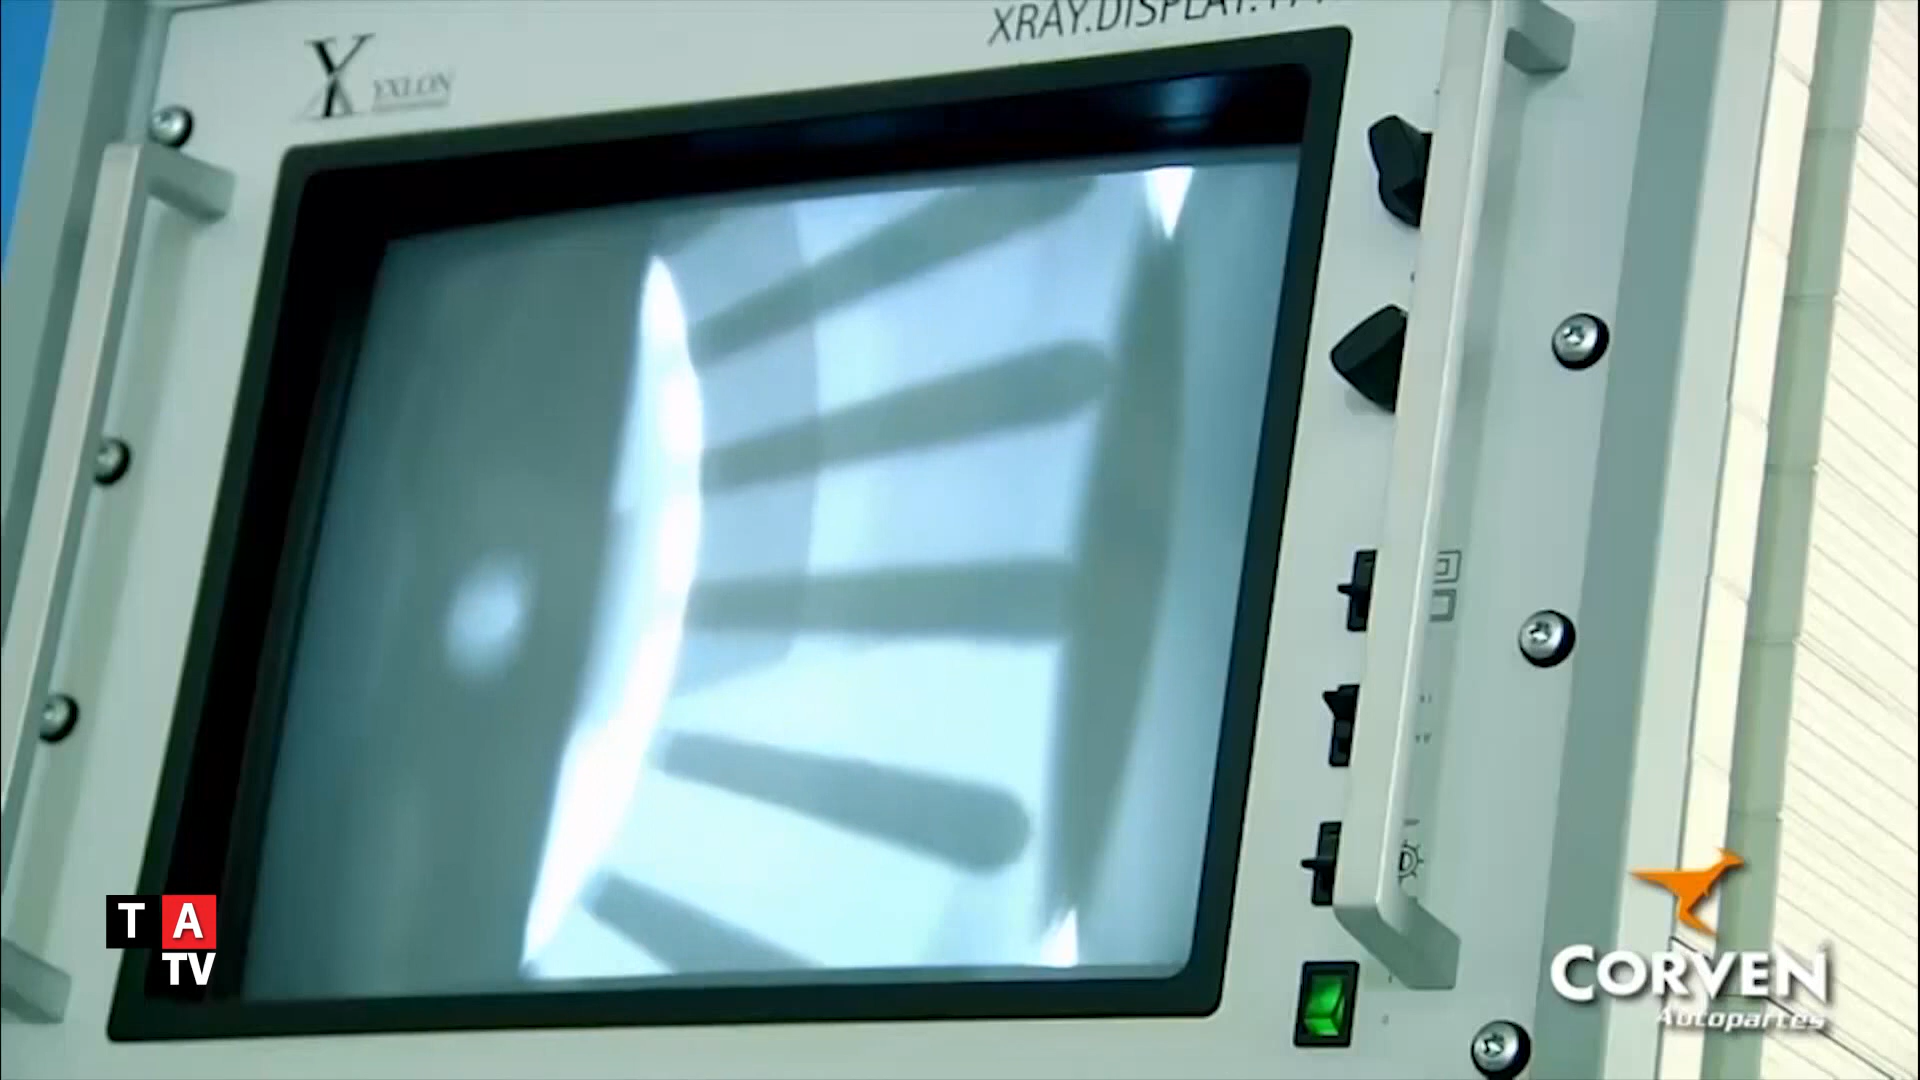 YXLON
XRAY.DISPLAY.
T A
TV
CORVEN
Autopartes